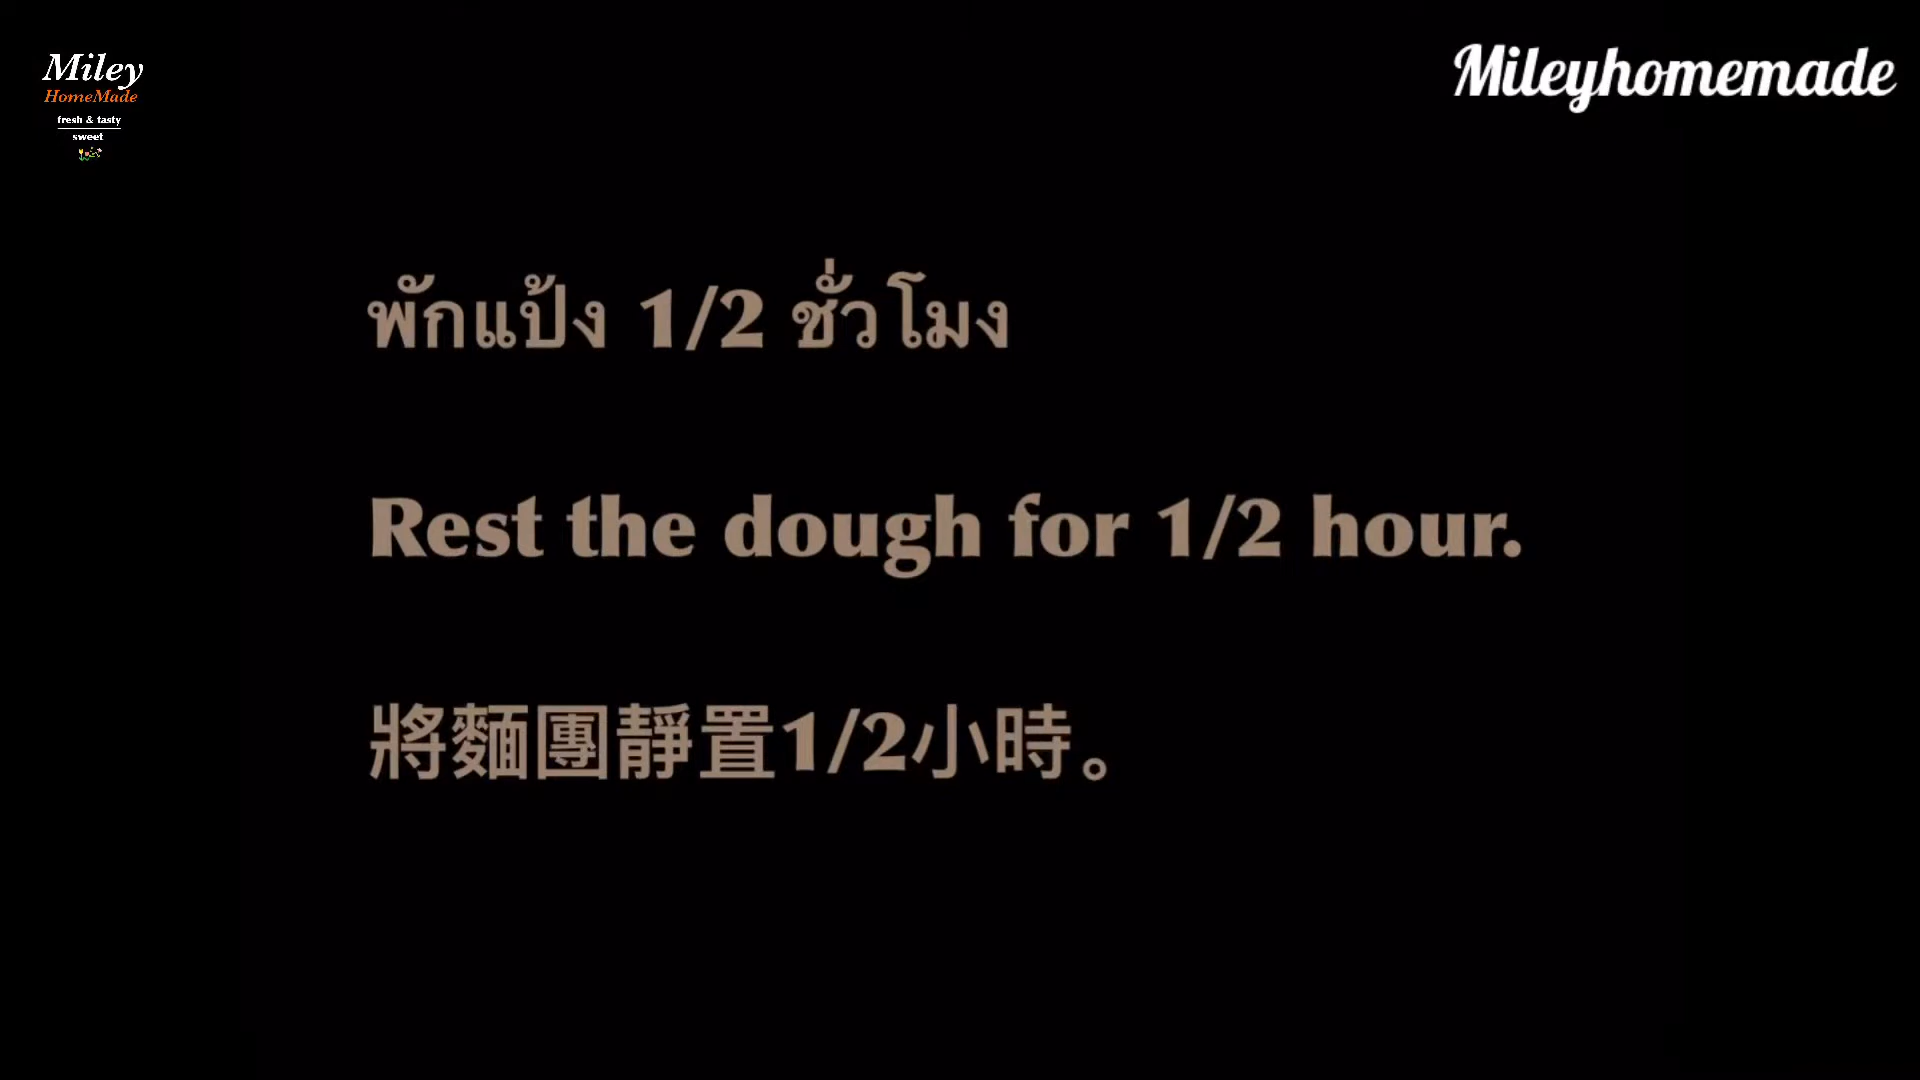 Miley
HomeMade
fresh & tasty
sweet
Mileyhomemade
พักแป้ง 1/2 ชั่วโมง
Rest the dough for 1/2 hour.
將麵團靜置1/2小時。